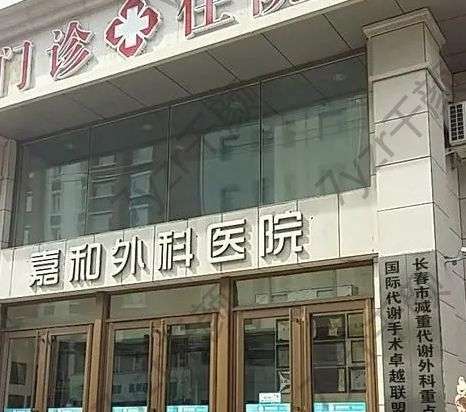 门诊 住院
嘉和外科医院
国际代谢手术卓越联盟
长春市减重代谢外科重